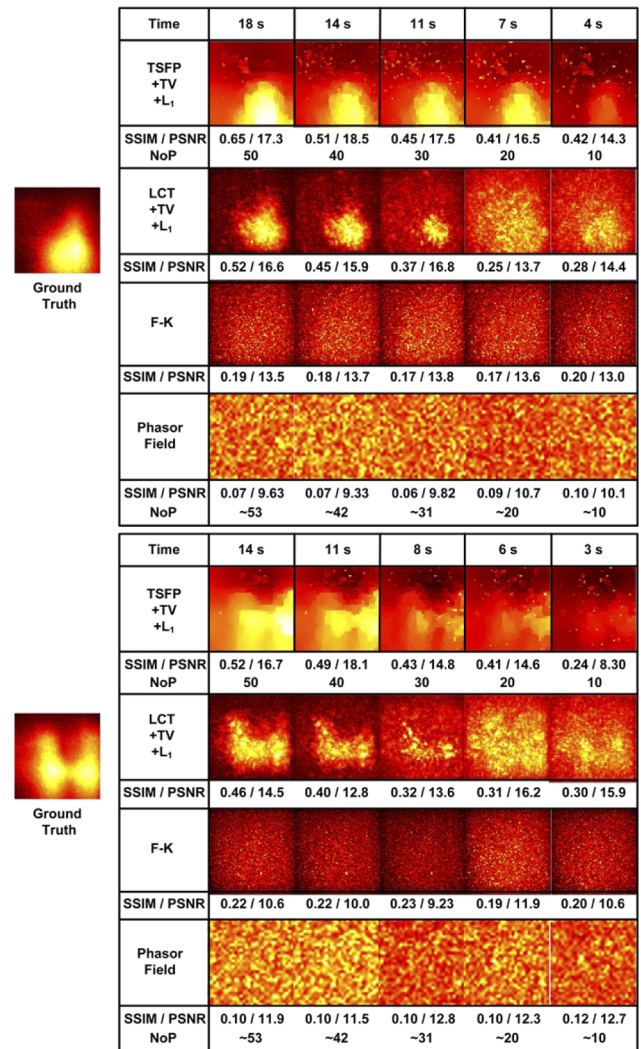 Time 18 s 14 s 11 s 7 s 4 s
TSFP
+TV
+L₁
SSIM / PSNR 0.65 / 17.3 0.51 / 18.5 0.45 / 17.5 0.41 / 16.5 0.42 / 14.3
NoP 50 40 30 20 10
LCT
+TV
+L₁
SSIM / PSNR 0.52 / 16.6 0.45 / 15.9 0.37 / 16.8 0.25 / 13.7 0.28 / 14.4
Ground
Truth
F-K
SSIM / PSNR 0.19 / 13.5 0.18 / 13.7 0.17 / 13.8 0.17 / 13.6 0.20 / 13.0
Phasor
Field
SSIM / PSNR 0.07 / 9.63 0.07 / 9.33 0.06 / 9.82 0.09 / 10.7 0.10 / 10.1
NoP ~53 ~42 ~31 ~20 ~10
Time 14 s 11 s 8 s 6 s 3 s
TSFP
+TV
+L₁
SSIM / PSNR 0.52 / 16.7 0.49 / 18.1 0.43 / 14.8 0.41 / 14.6 0.24 / 8.30
NoP 50 40 30 20 10
LCT
+TV
+L₁
SSIM / PSNR 0.46 / 14.5 0.40 / 12.8 0.32 / 13.6 0.31 / 16.2 0.30 / 15.9
Ground
Truth
F-K
SSIM / PSNR 0.22 / 10.6 0.22 / 10.0 0.23 / 9.23 0.19 / 11.9 0.20 / 10.6
Phasor
Field
SSIM / PSNR 0.10 / 11.9 0.10 / 11.5 0.10 / 12.8 0.10 / 12.3 0.12 / 12.7
NoP ~53 ~42 ~31 ~20 ~10